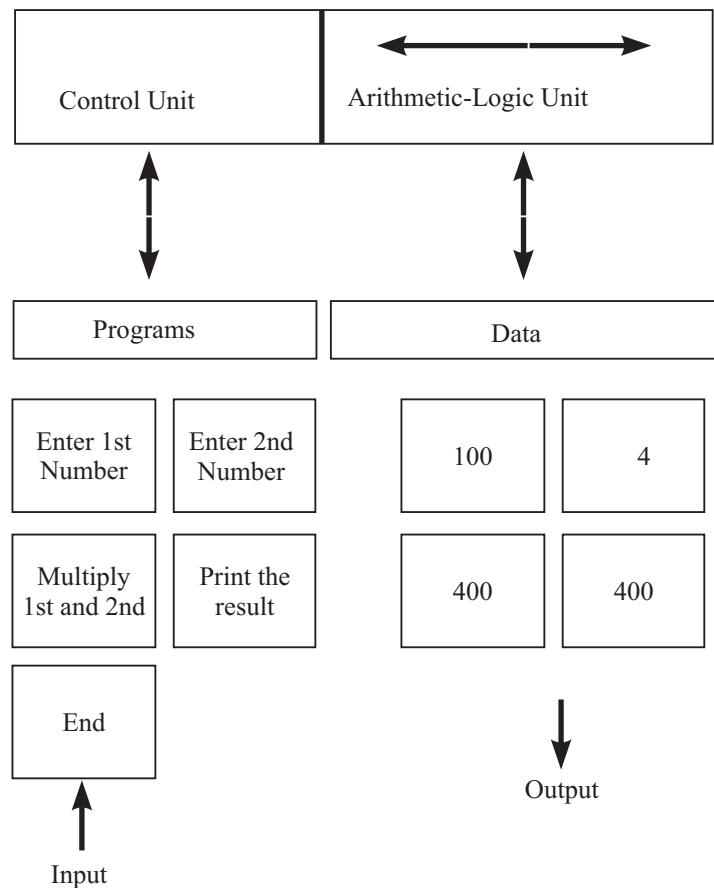 Control Unit
Arithmetic-Logic Unit
Programs
Data
Enter 1st
Number
Enter 2nd
Number
100
4
Multiply
1st and 2nd
Print the
result
400
400
End
Output
Input